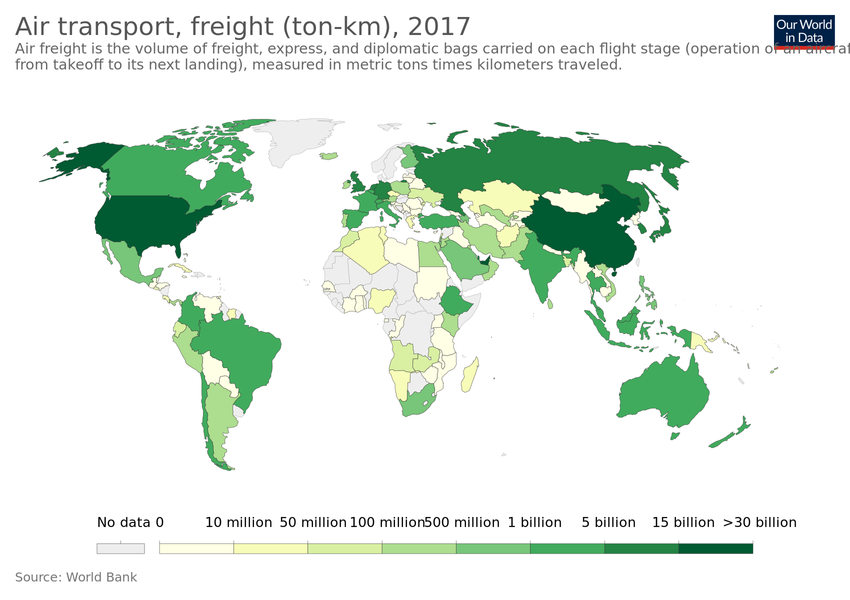 Air transport, freight (ton-km), 2017
Our World
in Data
Air freight is the volume of freight, express, and diplomatic bags carried on each flight stage (operation of an aircraf
from takeoff to its next landing), measured in metric tons times kilometers traveled.
No data 0 10 million 50 million 100 million 500 million 1 billion 5 billion 15 billion >30 billion
Source: World Bank